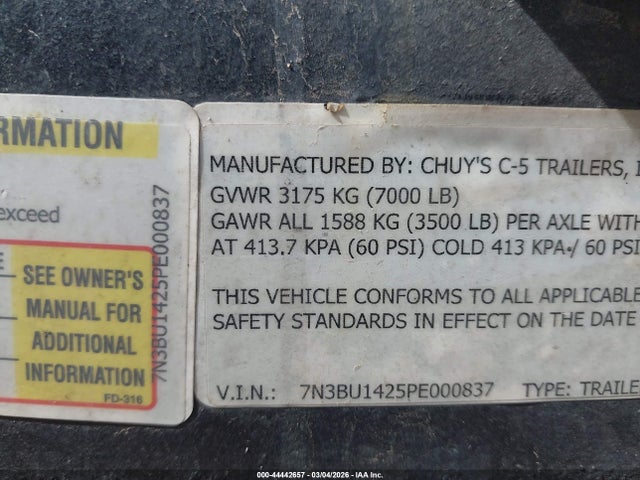 RMATION
exceed
SEE OWNER'S
MANUAL FOR
ADDITIONAL
INFORMATION
FD-316
7N3BU1425PE000837
MANUFACTURED BY: CHUY'S C-5 TRAILERS, I
GVWR 3175 KG (7000 LB)
GAWR ALL 1588 KG (3500 LB) PER AXLE WITH
AT 413.7 KPA (60 PSI) COLD 413 KPA / 60 PSI
THIS VEHICLE CONFORMS TO ALL APPLICABLE
SAFETY STANDARDS IN EFFECT ON THE DATE
V.I.N.: 7N3BU1425PE000837 TYPE: TRAILE
000-44442657 - 03/04/2026 - IAA Inc.